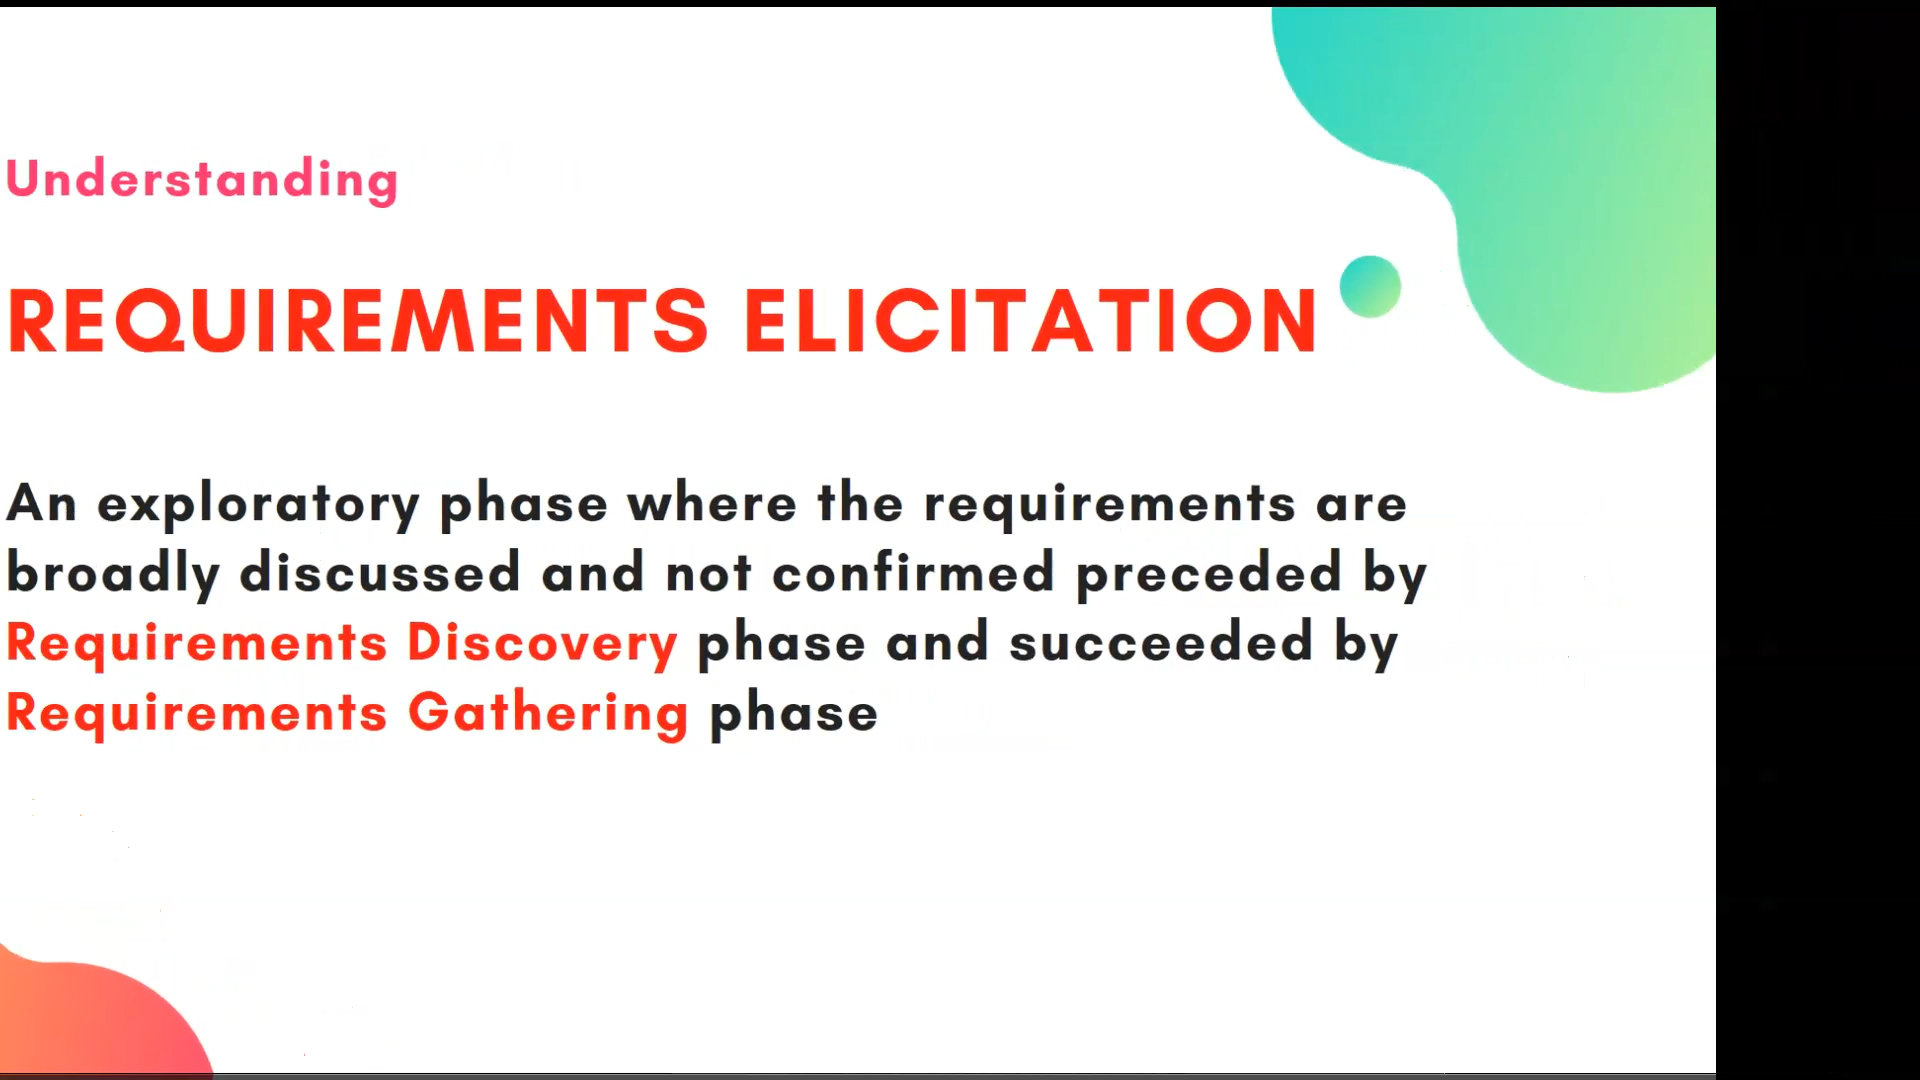 Understanding
REQUIREMENTS ELICITATION
An exploratory phase where the requirements are
broadly discussed and not confirmed preceded by
Requirements Discovery phase and succeeded by
Requirements Gathering phase